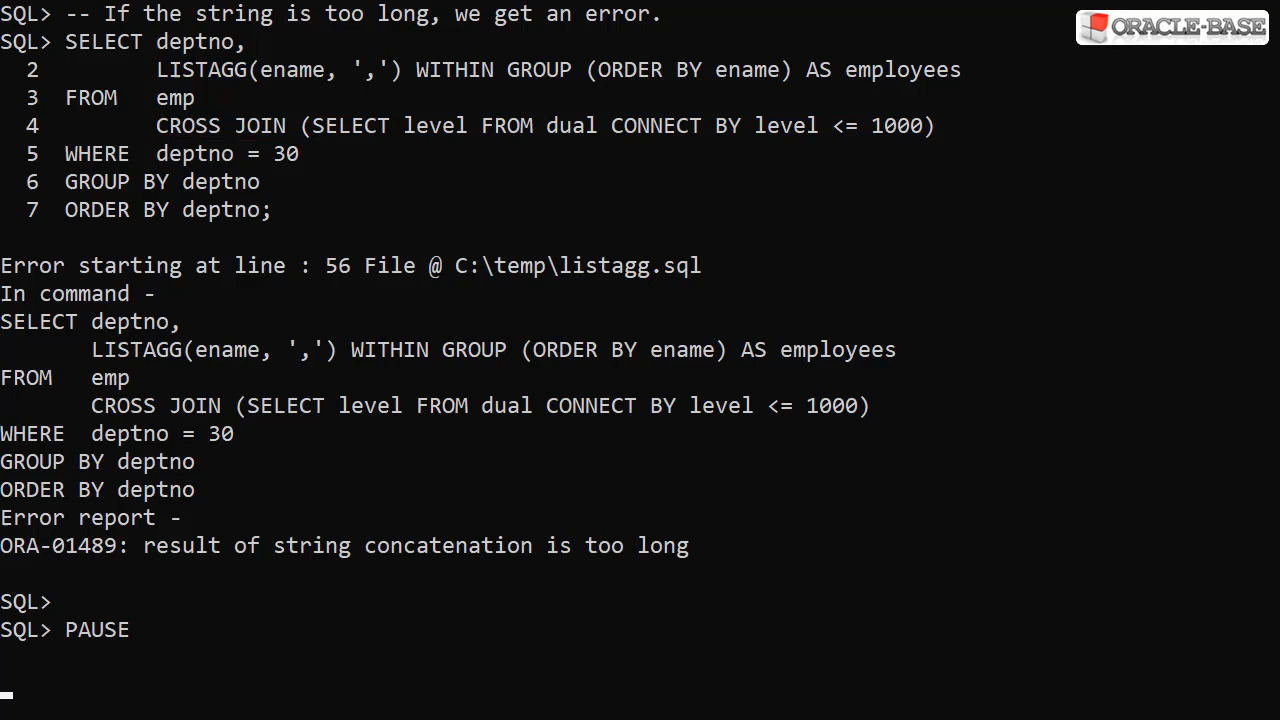 SQL> -- If the string is too long, we get an error.
ORACLE-BASE
SQL> SELECT deptno,
  2         LISTAGG(ename, ',') WITHIN GROUP (ORDER BY ename) AS employees
  3  FROM   emp
  4         CROSS JOIN (SELECT level FROM dual CONNECT BY level <= 1000)
  5  WHERE  deptno = 30
  6  GROUP BY deptno
  7  ORDER BY deptno;
Error starting at line : 56 File @ C:\temp\listagg.sql
In command -
SELECT deptno,
       LISTAGG(ename, ',') WITHIN GROUP (ORDER BY ename) AS employees
FROM   emp
       CROSS JOIN (SELECT level FROM dual CONNECT BY level <= 1000)
WHERE  deptno = 30
GROUP BY deptno
ORDER BY deptno
Error report -
ORA-01489: result of string concatenation is too long
SQL>
SQL> PAUSE